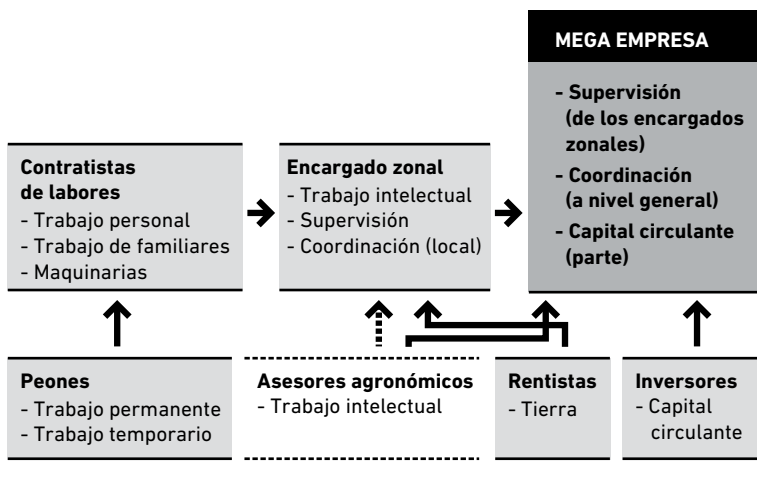 MEGA EMPRESA
- Supervisión
(de los encargados
zonales)
- Coordinación
(a nivel general)
- Capital circulante
(parte)
Contratistas
de labores
- Trabajo personal
- Trabajo de familiares
- Maquinarias
Encargado zonal
- Trabajo intelectual
- Supervisión
- Coordinación (local)
Peones
- Trabajo permanente
- Trabajo temporario
Asesores agronómicos
- Trabajo intelectual
Rentistas
- Tierra
Inversores
- Capital
circulante